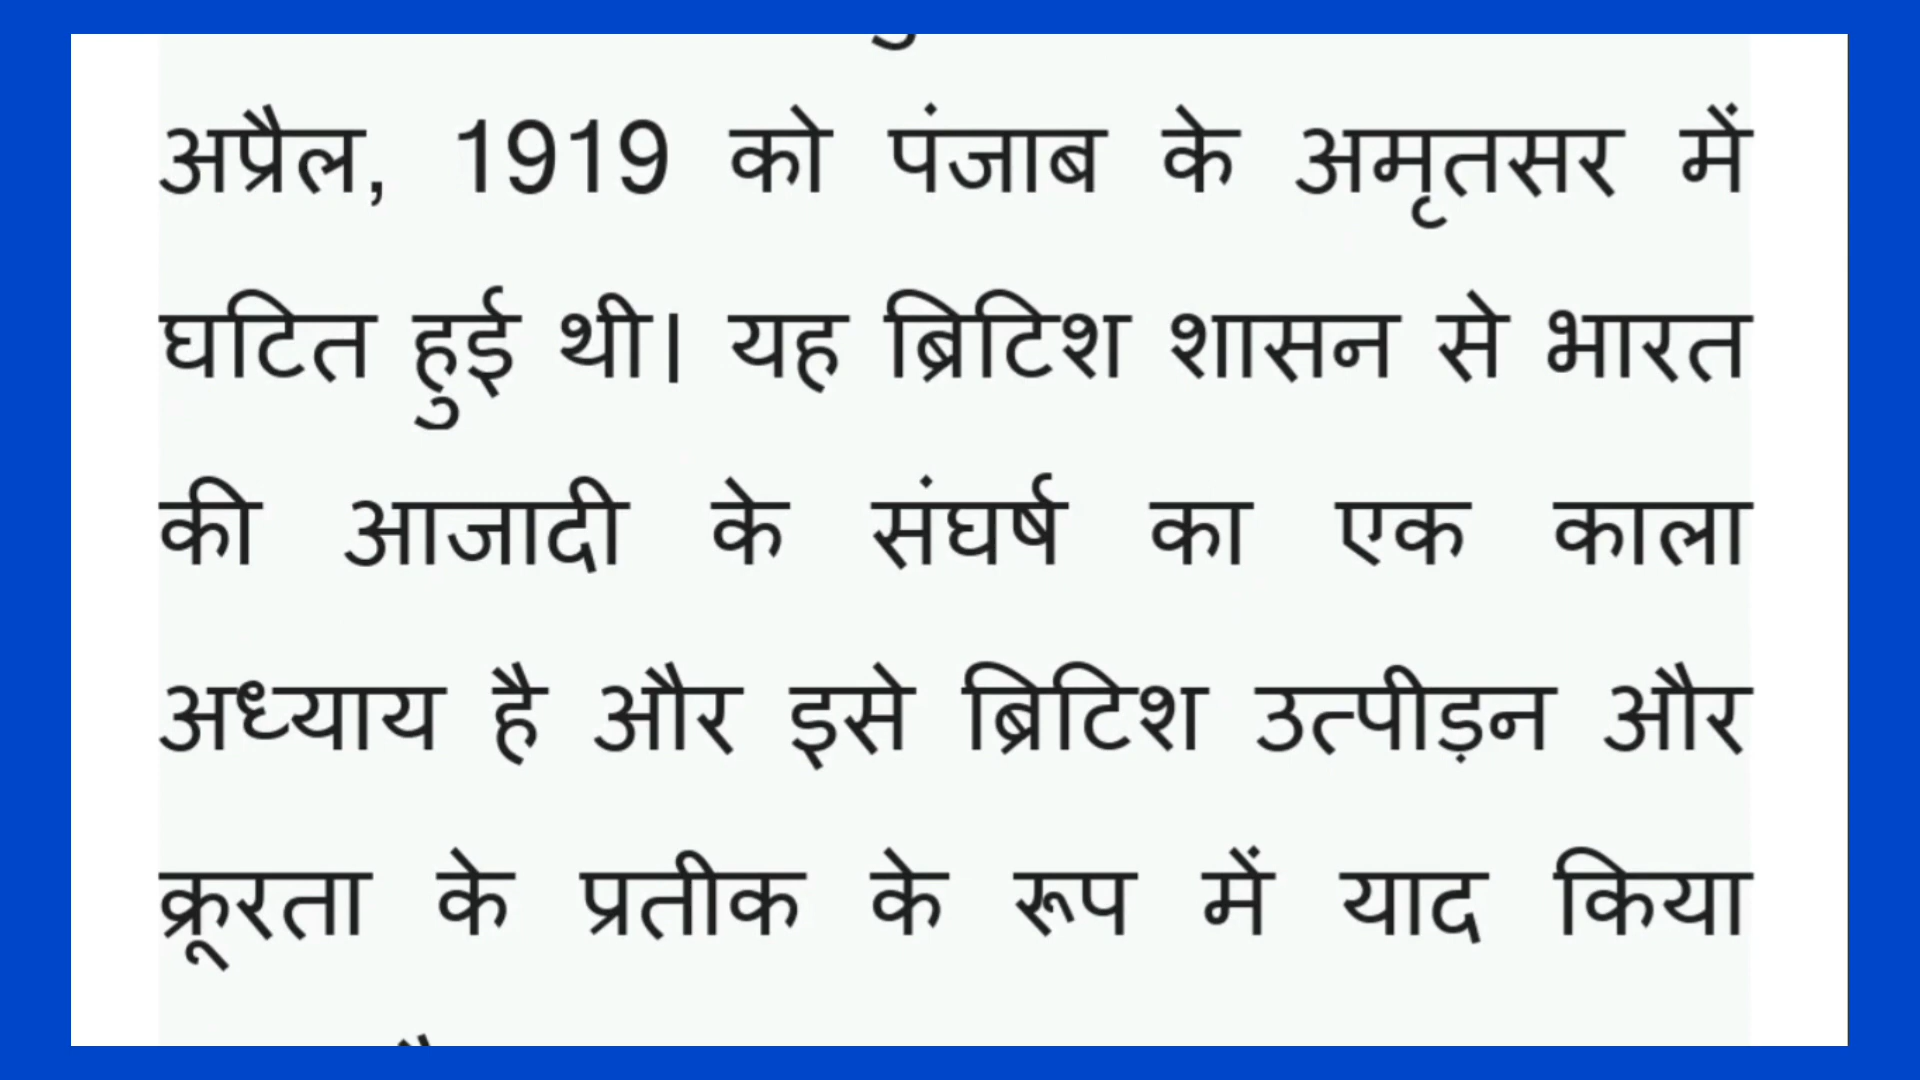 अप्रैल, 1919 को पंजाब के अमृतसर में
घटित हुई थी। यह ब्रिटिश शासन से भारत
की आजादी के संघर्ष का एक काला
अध्याय है और इसे ब्रिटिश उत्पीड़न और
क्रूरता के प्रतीक के रूप में याद किया